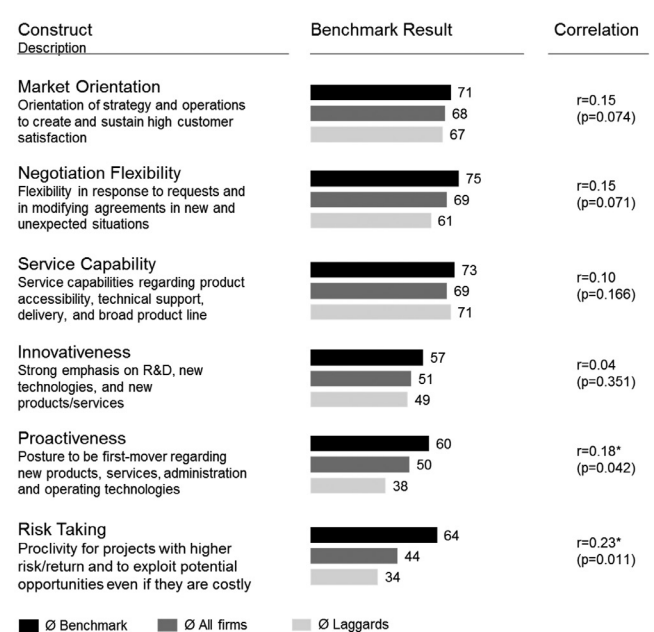 Construct
Description
Benchmark Result
Correlation
Market Orientation
Orientation of strategy and operations
to create and sustain high customer
satisfaction
71
68
67
r=0.15
(p=0.074)
Negotiation Flexibility
Flexibility in response to requests and
in modifying agreements in new and
unexpected situations
75
69
61
r=0.15
(p=0.071)
Service Capability
Service capabilities regarding product
accessibility, technical support,
delivery, and broad product line
73
69
71
r=0.10
(p=0.166)
Innovativeness
Strong emphasis on R&D, new
technologies, and new
products/services
57
51
49
r=0.04
(p=0.351)
Proactiveness
Posture to be first-mover regarding
new products, services, administration
and operating technologies
60
50
38
r=0.18*
(p=0.042)
Risk Taking
Proclivity for projects with higher
risk/return and to exploit potential
opportunities even if they are costly
64
44
34
r=0.23*
(p=0.011)
Ø Benchmark
Ø All firms
Ø Laggards